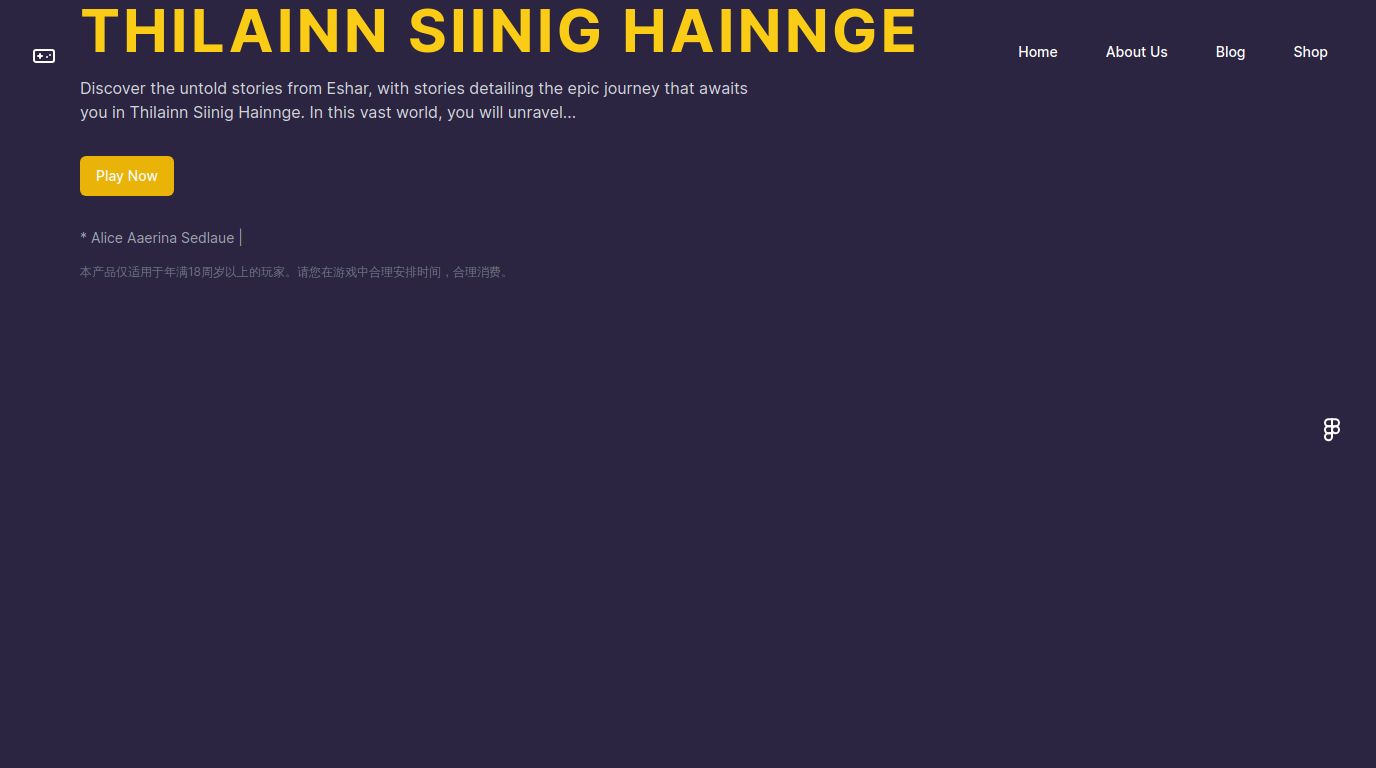 THILAINN SIINIG HAINNGE
Home
About Us
Blog
Shop
Discover the untold stories from Eshar, with stories detailing the epic journey that awaits
you in Thilainn Siinig Hainnge. In this vast world, you will unravel...
Play Now
* Alice Aaerina Sedlaue |
本产品仅适用于年满18周岁以上的玩家。请您在游戏中合理安排时间，合理消费。